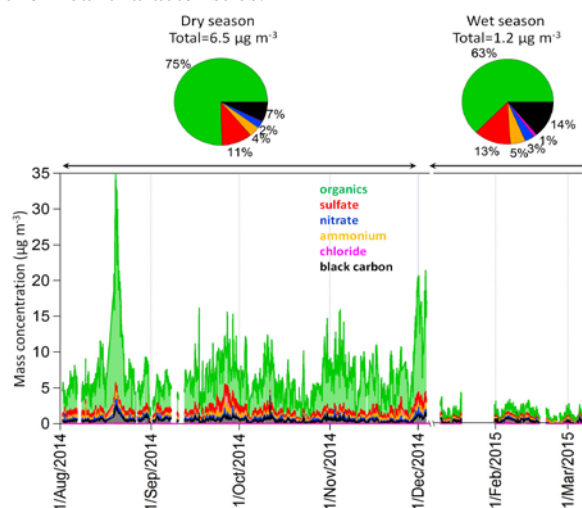 Dry season
Total=6.5 µg m⁻³
75%
7%
2%
4%
11%
Wet season
Total=1.2 µg m⁻³
63%
14%
1%
3%
5%
13%
35
30
25
20
15
10
5
0
Mass concentration (µg m⁻³)
organics
sulfate
nitrate
ammonium
chloride
black carbon
1/Aug/2014
1/Sep/2014
1/Oct/2014
1/Nov/2014
1/Dec/2014
1/Feb/2015
1/Mar/2015